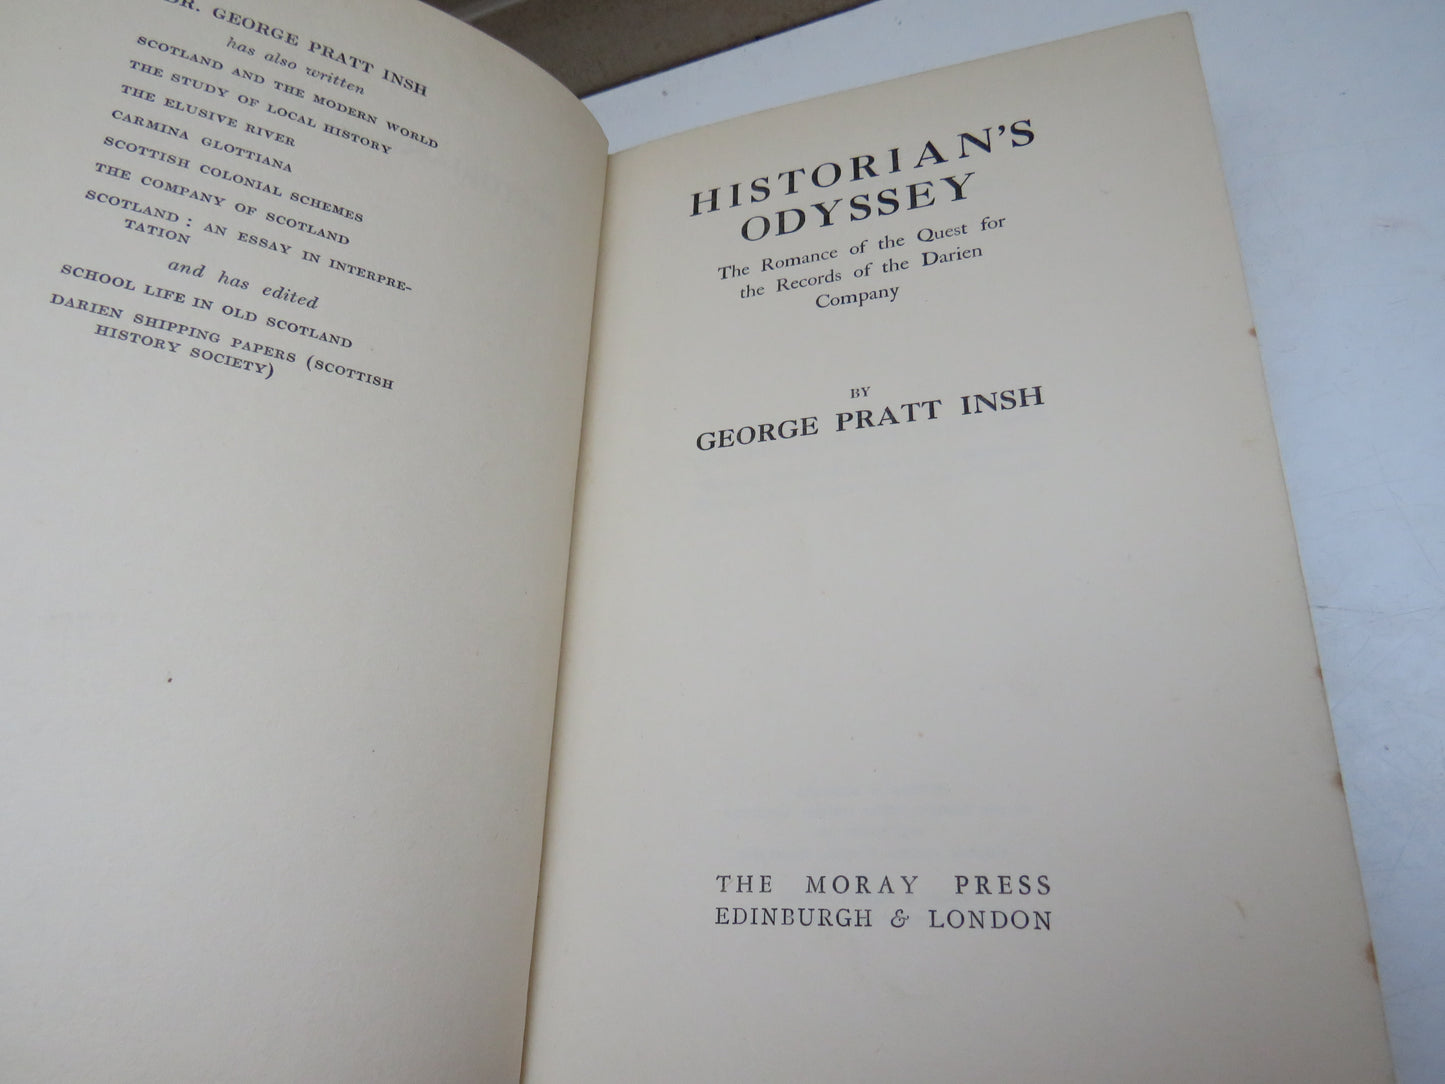 DR. GEORGE PRATT INSH
has also written
SCOTLAND AND THE MODERN WORLD
THE STUDY OF LOCAL HISTORY
THE ELUSIVE RIVER
CARMINA GLOTTIANA
SCOTTISH COLONIAL SCHEMES
THE COMPANY OF SCOTLAND
SCOTLAND : AN ESSAY IN INTERPRE-
TATION
and has edited
SCHOOL LIFE IN OLD SCOTLAND
DARIEN SHIPPING PAPERS (SCOTTISH
HISTORY SOCIETY)
HISTORIAN'S
ODYSSEY
The Romance of the Quest for
the Records of the Darien
Company
BY
GEORGE PRATT INSH
THE MORAY PRESS
EDINBURGH & LONDON